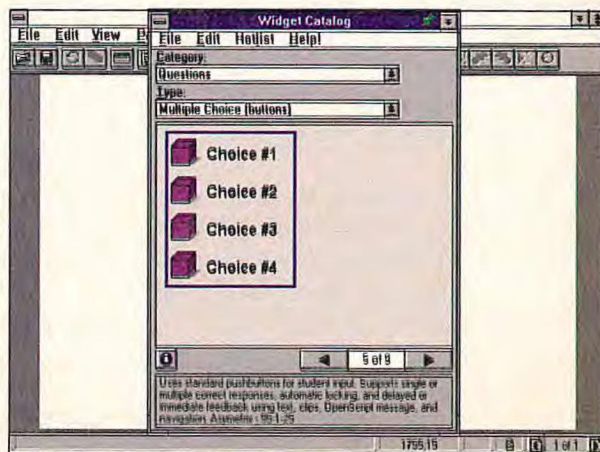 Widget Catalog
File Edit View
File Edit Hotlist Help!
Category:
Questions
Type:
Multiple Choice (buttons)
Choice #1
Choice #2
Choice #3
Choice #4
5 of 9
Uses standard pushbuttons for student input. Supports single or
multiple correct responses, automatic locking, and delayed or
immediate feedback using text, clips, OpenScript message, and
navigation. Asymetrix
1 of 1